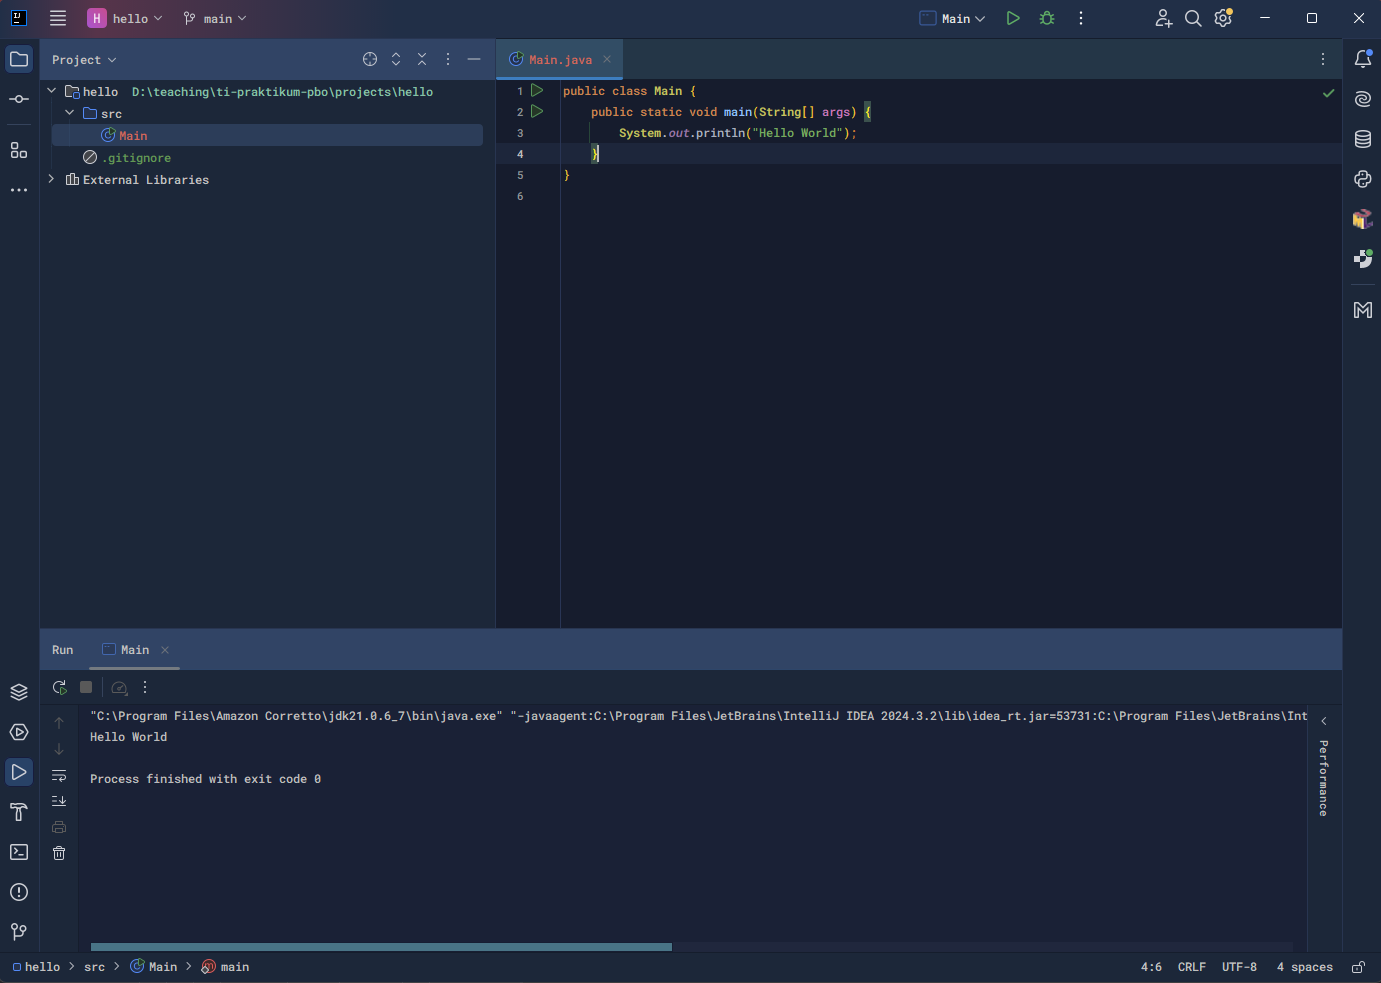 IJ
H hello main Main
Project
Main.java
hello D:\teaching\ti-praktikum-pbo\projects\hello
src
Main
.gitignore
External Libraries
1 public class Main {
2 public static void main(String[] args) {
3 System.out.println("Hello World");
4 }
5 }
6
Run Main
"C:\Program Files\Amazon Corretto\jdk21.0.6_7\bin\java.exe" "-javaagent:C:\Program Files\JetBrains\IntelliJ IDEA 2024.3.2\lib\idea_rt.jar=53731:C:\Program Files\JetBrains\Int
Hello World
Process finished with exit code 0
Performance
hello > src > Main > main
4:6 CRLF UTF-8 4 spaces